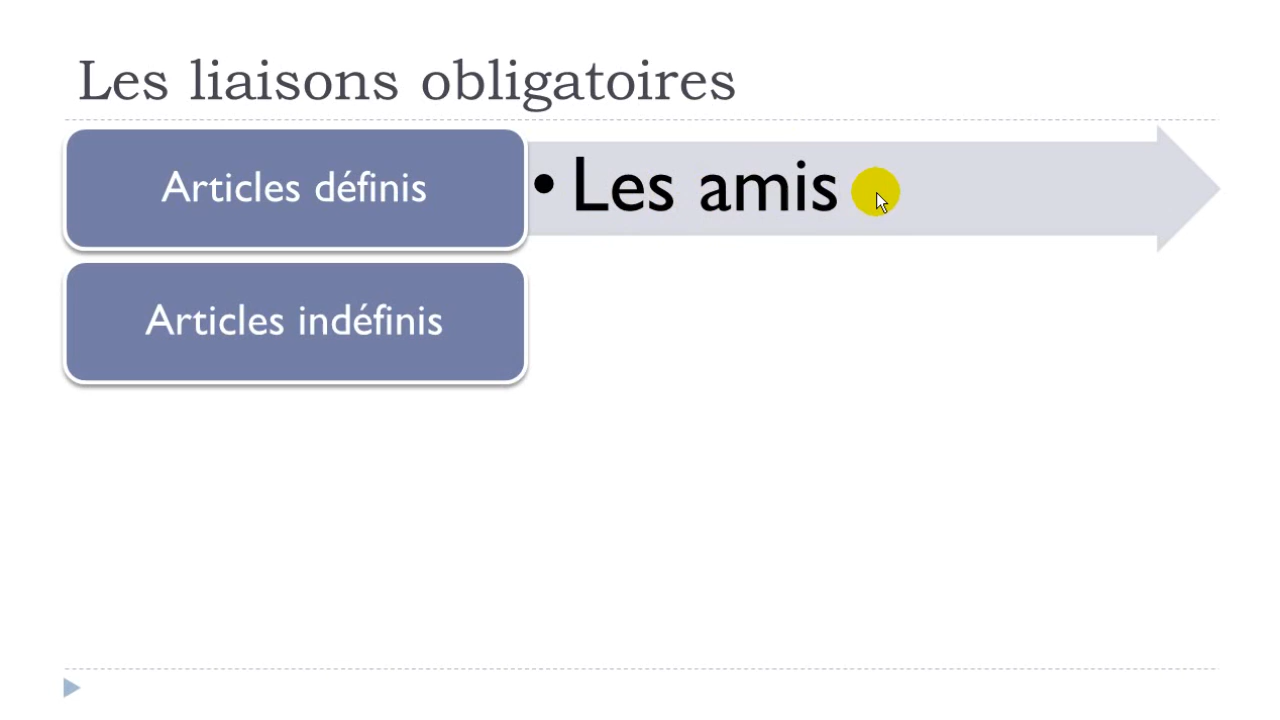 Les liaisons obligatoires
Articles définis
• Les amis
Articles indéfinis